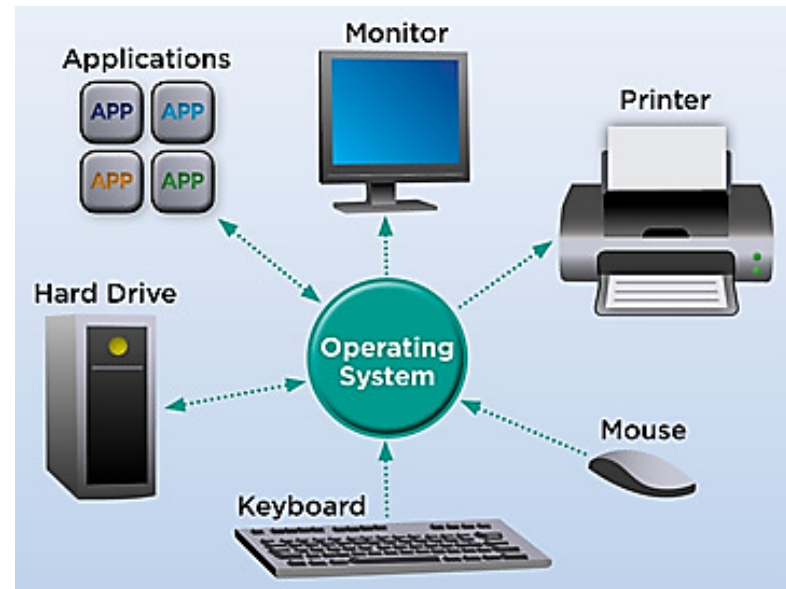 Monitor
Applications
Printer
APP APP
APP APP
Hard Drive
Operating
System
Mouse
Keyboard